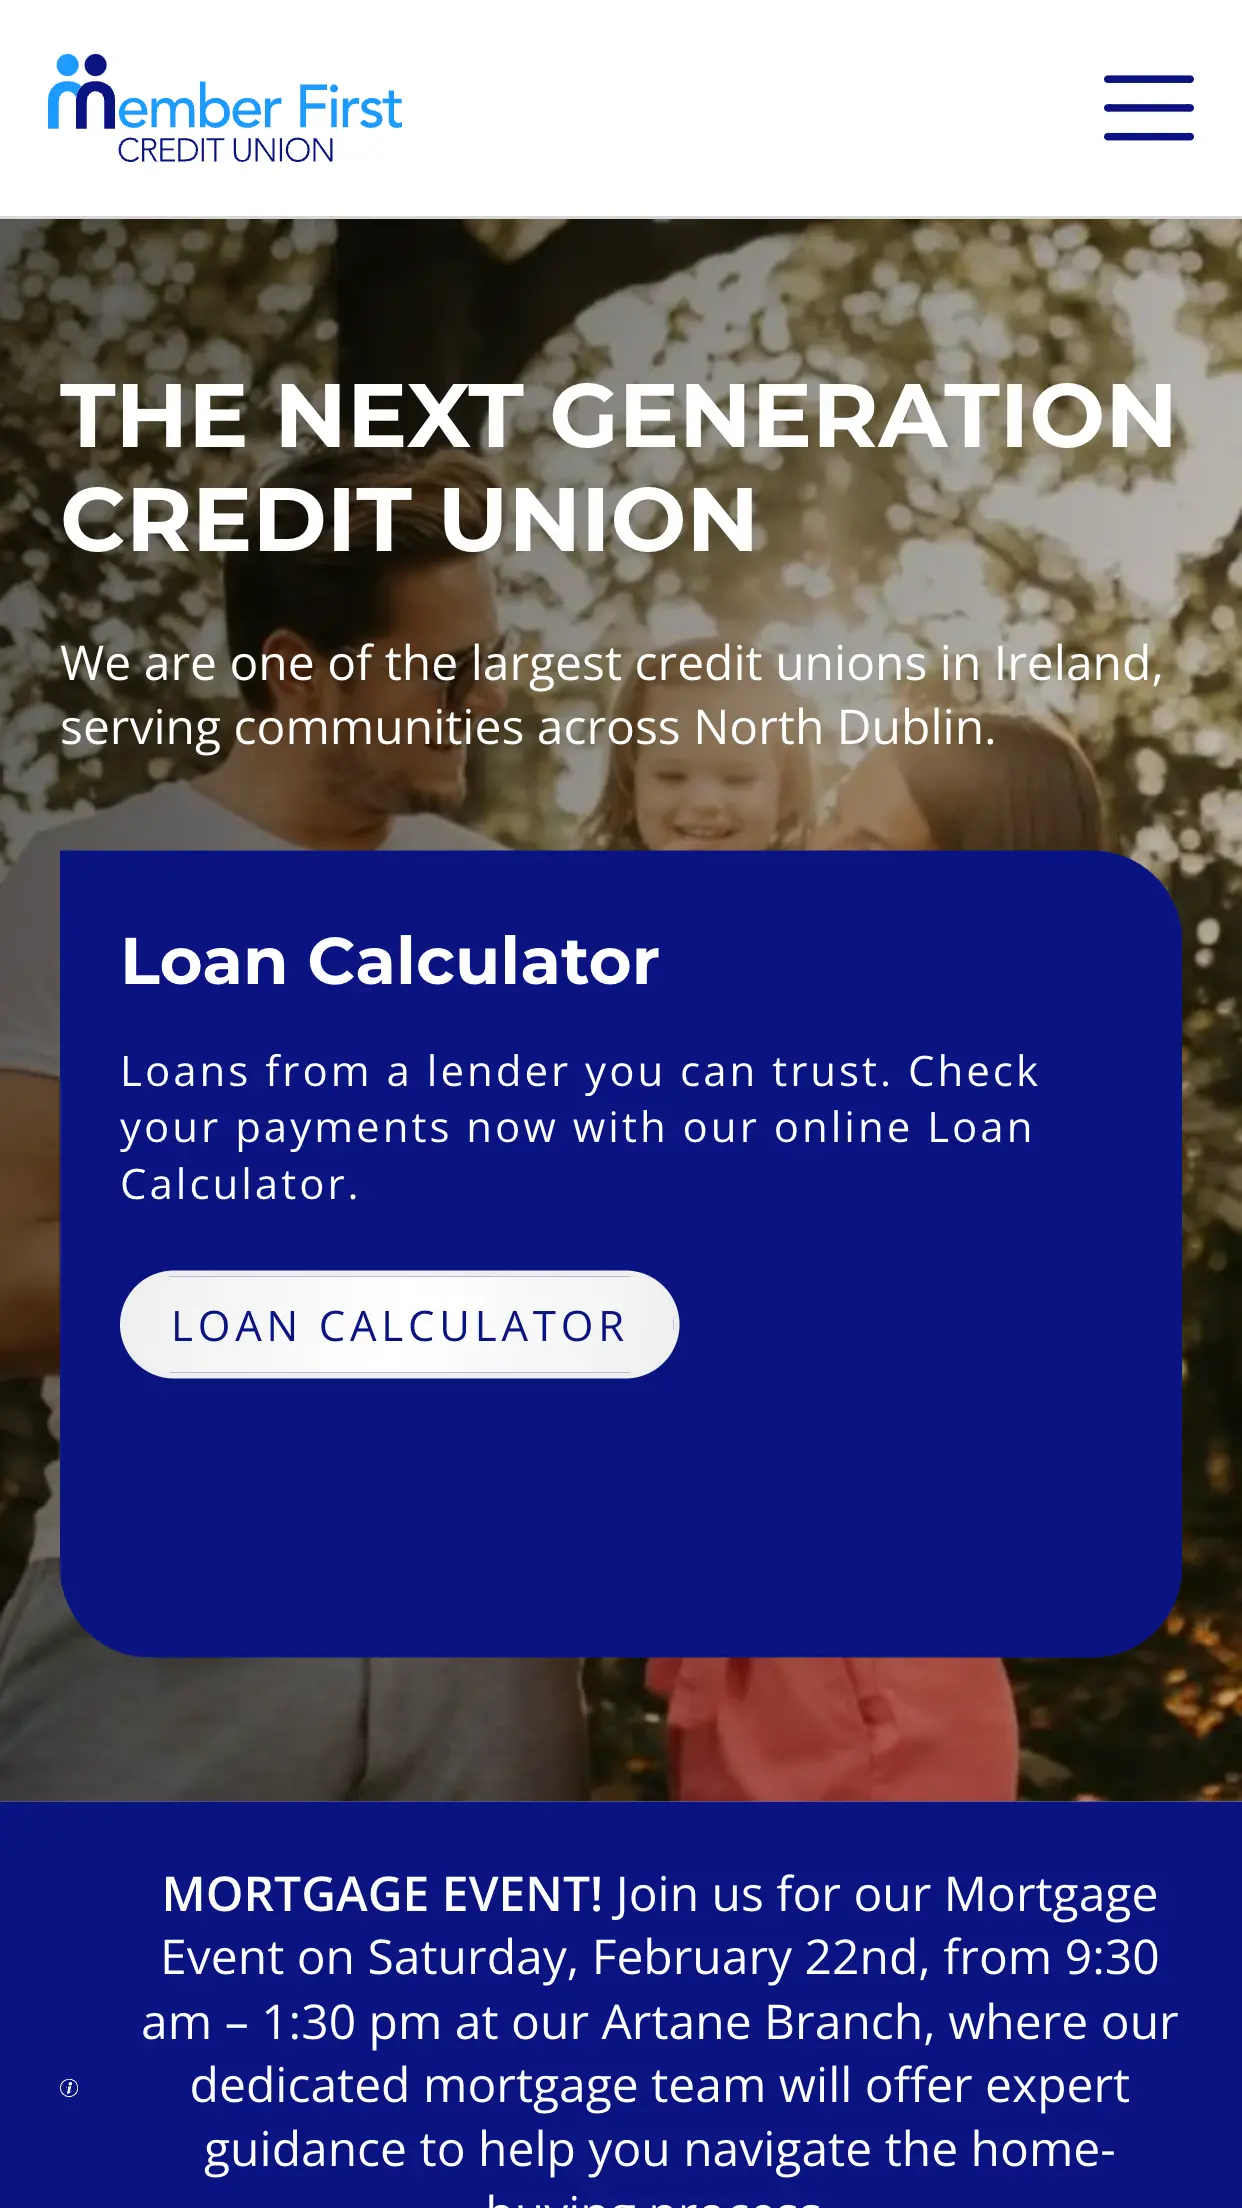 ember First
CREDIT UNION
THE NEXT GENERATION
CREDIT UNION
We are one of the largest credit unions in Ireland,
serving communities across North Dublin.
Loan Calculator
Loans from a lender you can trust. Check
your payments now with our online Loan
Calculator.
LOAN CALCULATOR
MORTGAGE EVENT! Join us for our Mortgage
Event on Saturday, February 22nd, from 9:30
am – 1:30 pm at our Artane Branch, where our
dedicated mortgage team will offer expert
guidance to help you navigate the home-
buying process